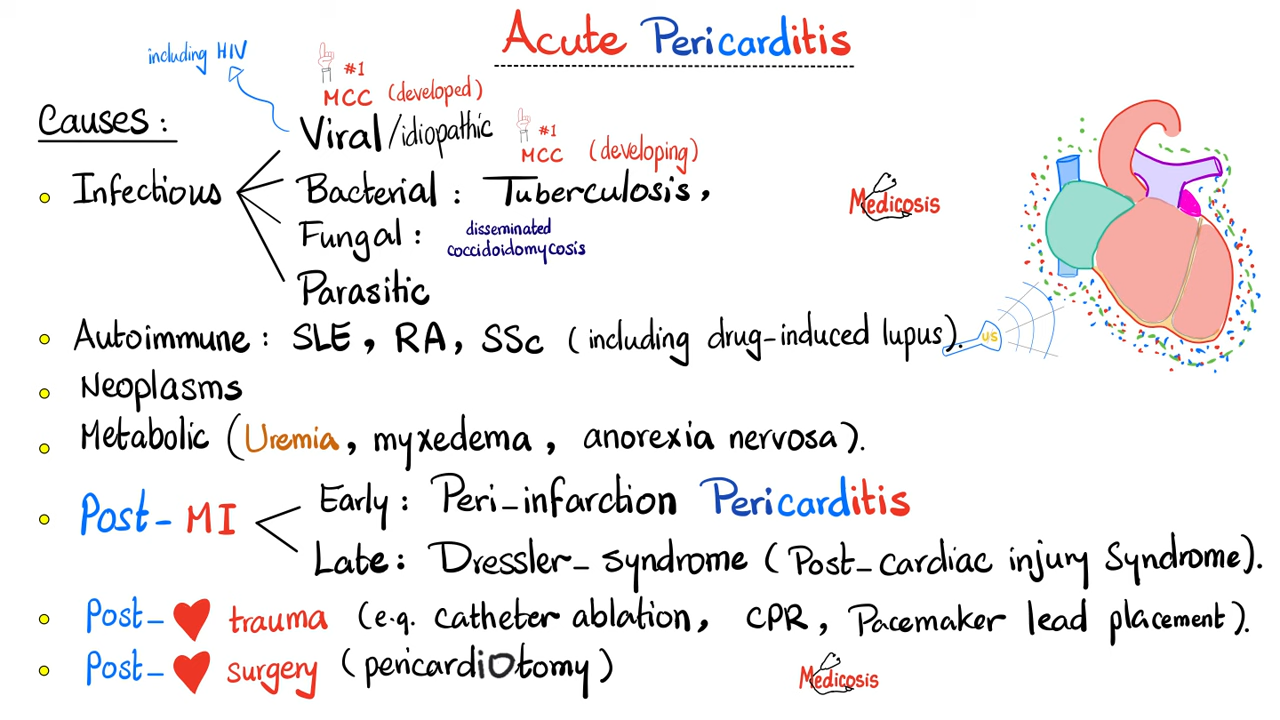 Acute Pericarditis
including HIV
#1
MCC (developed)
Causes :
Viral/idiopathic
#1
MCC (developing)
• Infectious
Bacterial : Tuberculosis,
Medicosis
Fungal : disseminated
coccidoidomycosis
Parasitic
• Autoimmune : SLE, RA, SSc (including drug-induced lupus).
US
• Neoplasms
• Metabolic (Uremia, myxedema, anorexia nervosa).
• Post-MI
Early: Peri-infarction Pericarditis
Late: Dressler-syndrome (Post-cardiac injury Syndrome).
• Post-♥ trauma (e.g. catheter ablation, CPR, Pacemaker lead placement).
• Post-♥ surgery (pericardiotomy)
Medicosis